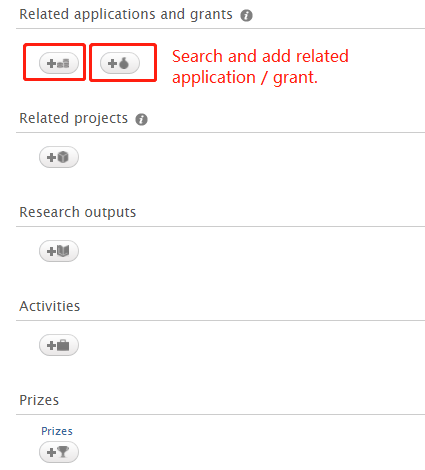 Related applications and grants
Search and add related
application / grant.
Related projects
Research outputs
Activities
Prizes
Prizes